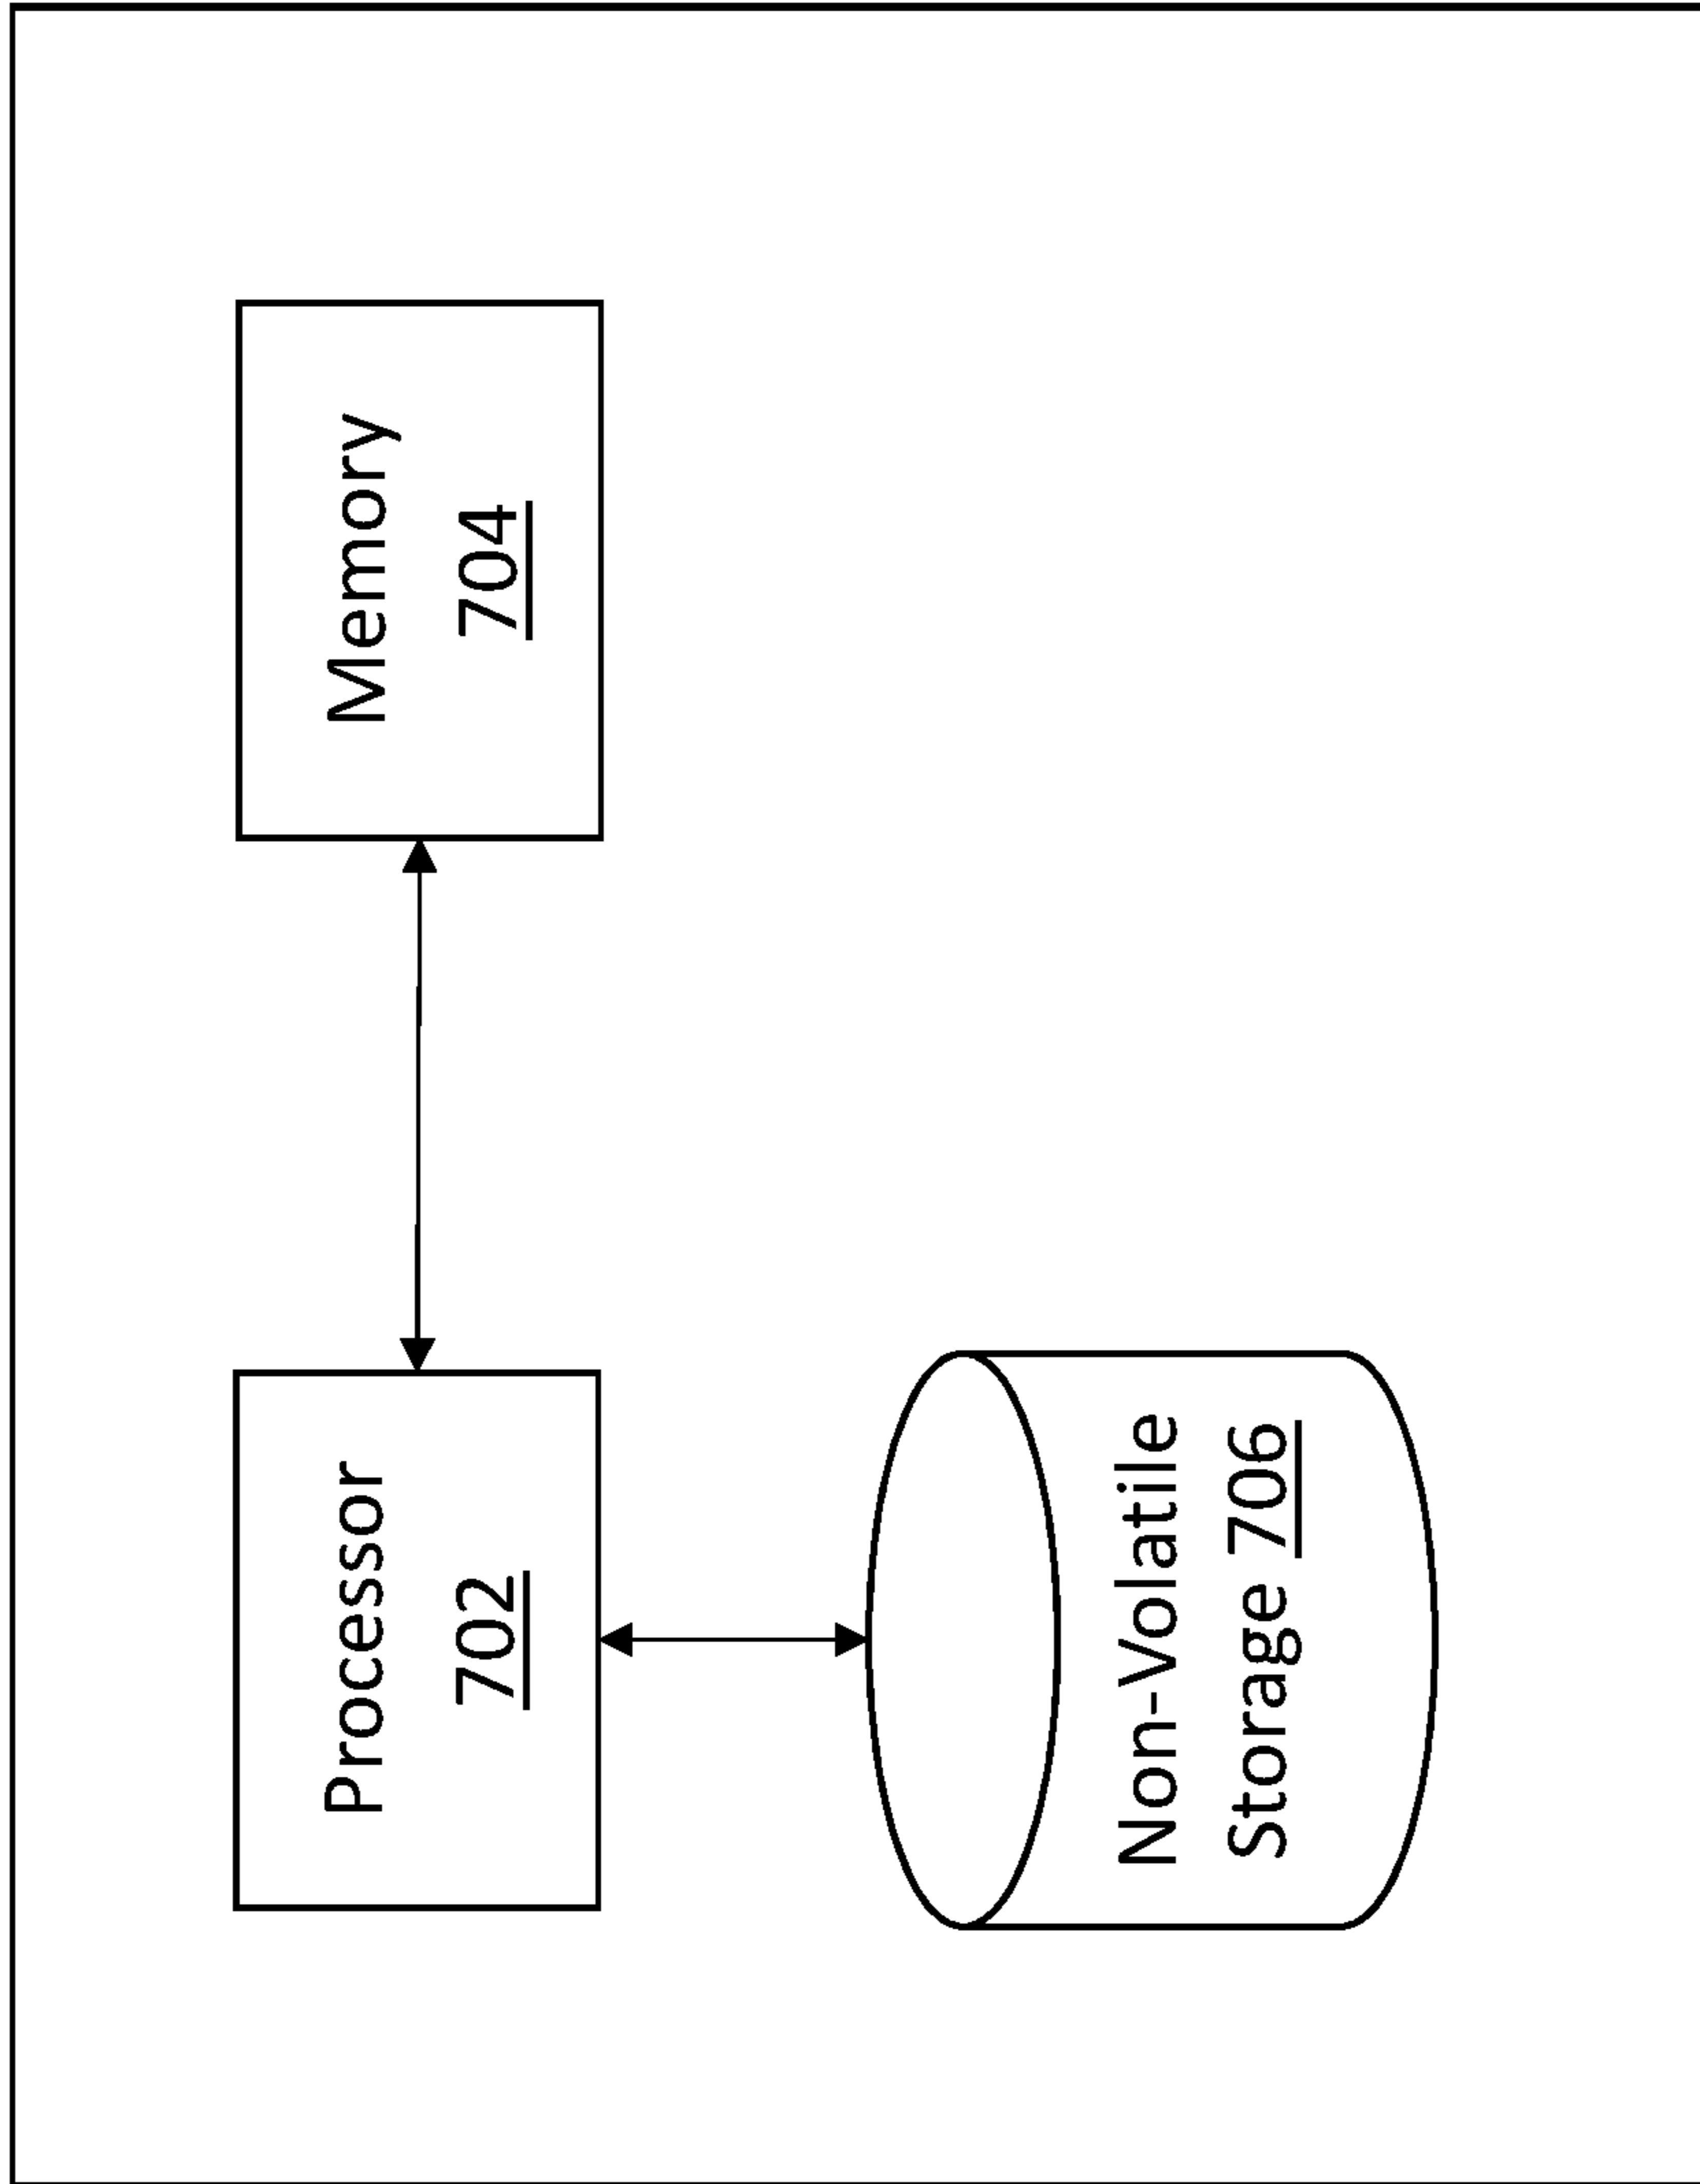 Processor
702
Memory
704
Non-Volatile
Storage 706